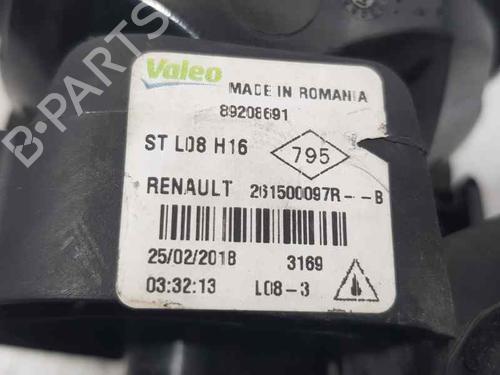 Valeo MADE IN ROMANIA
89208691
ST L08 H16 795
RENAULT 261500097R--B
25/02/2018 3169
03:32:13 L08-3
B-PARTS